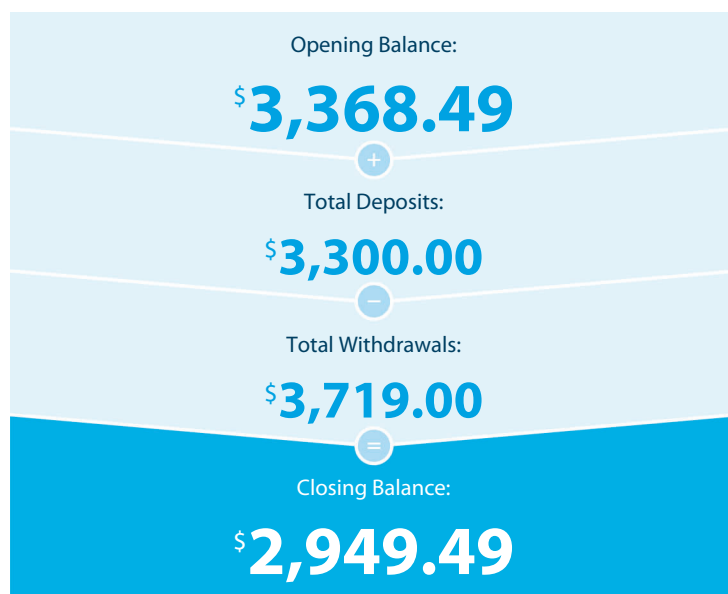 Opening Balance:
$3,368.49
+
Total Deposits:
$3,300.00
−
Total Withdrawals:
$3,719.00
=
Closing Balance:
$2,949.49